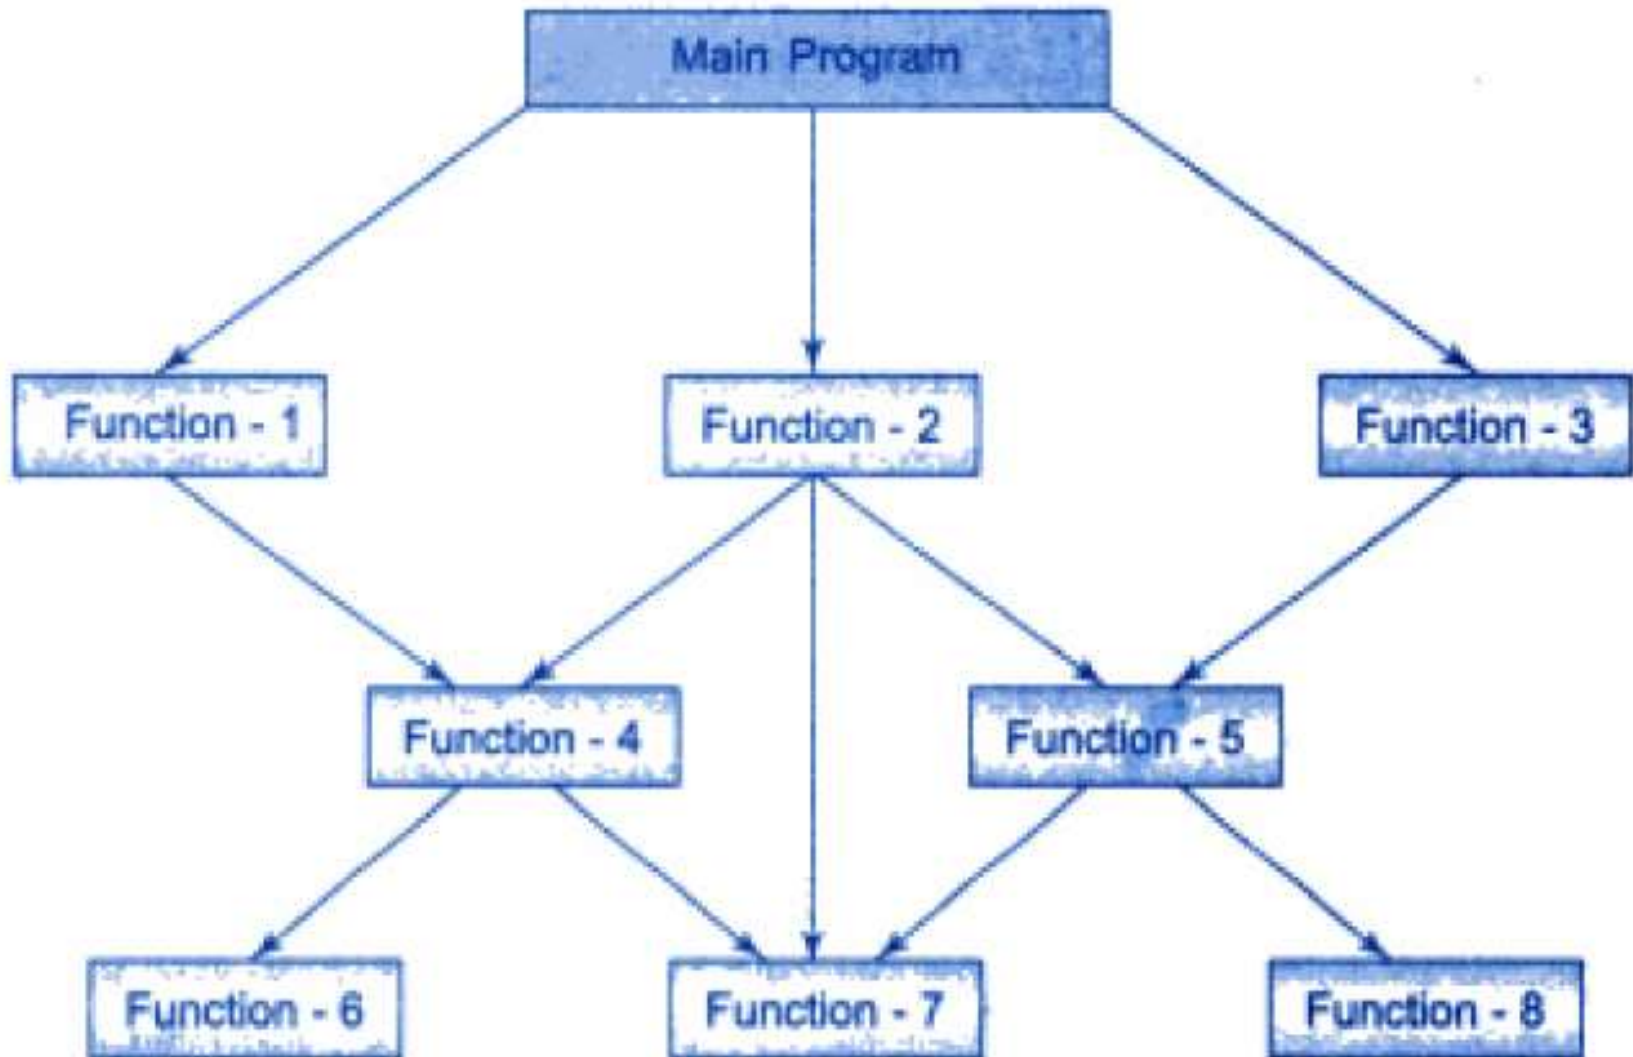 Main Program
Function - 1
Function - 2
Function - 3
Function - 4
Function - 5
Function - 6
Function - 7
Function - 8